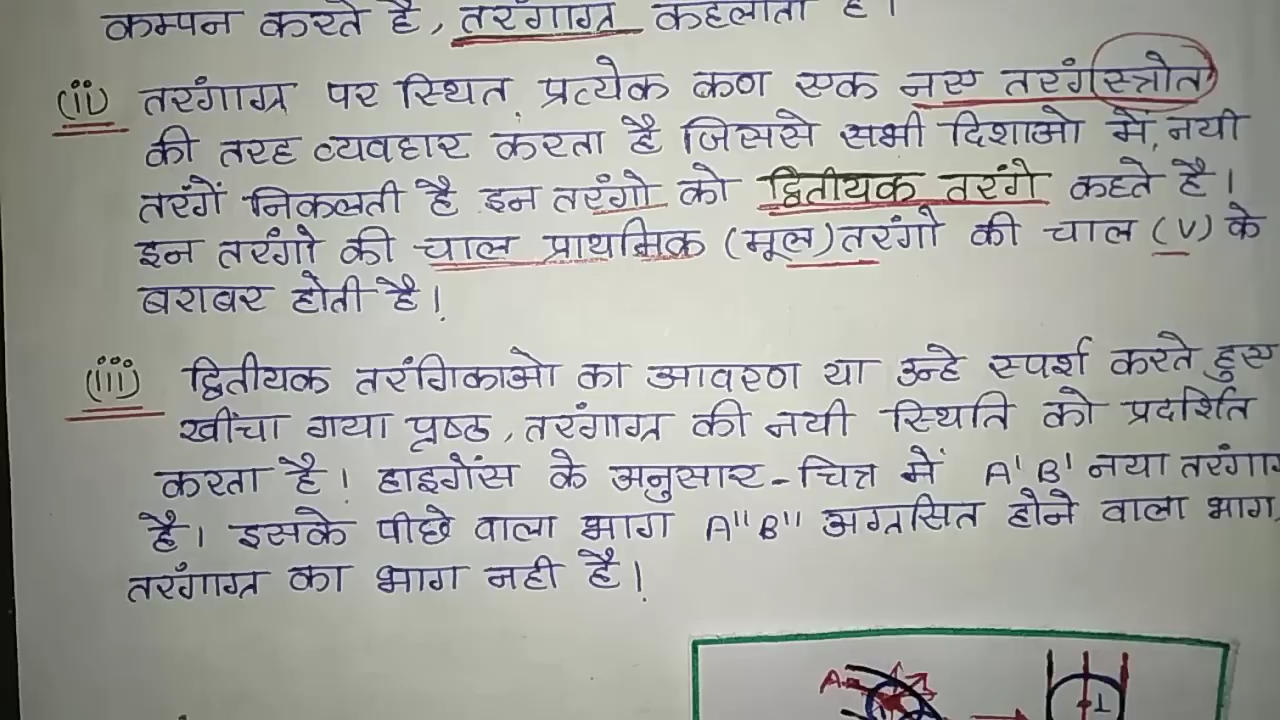 कम्पन करते है, तरंगाग्र कहलाता है।
(ii) तरंगाग्र पर स्थित प्रत्येक कण एक नए तरंग स्त्रोत
की तरह व्यवहार करता है जिससे सभी दिशाओ में, नयी
तरंगें निकलती है इन तरंगो को द्वितीयक तरंगे कहते है।
इन तरंगो की चाल प्राथमिक (मूल) तरंगो की चाल (v) के
बराबर होती है।
(iii) द्वितीयक तरंगिकाओ का आवरण या उन्हे स्पर्श करते हुए
खींचा गया पृष्ठ, तरंगाग्र की नयी स्थिति को प्रदर्शित
करता है। हाइगेंस के अनुसार - चित्र में A'B' नया तरंगाग्र
है। इसके पीछे वाला भाग A"B" अग्रसित होने वाला भाग,
तरंगाग्र का भाग नही है।
A